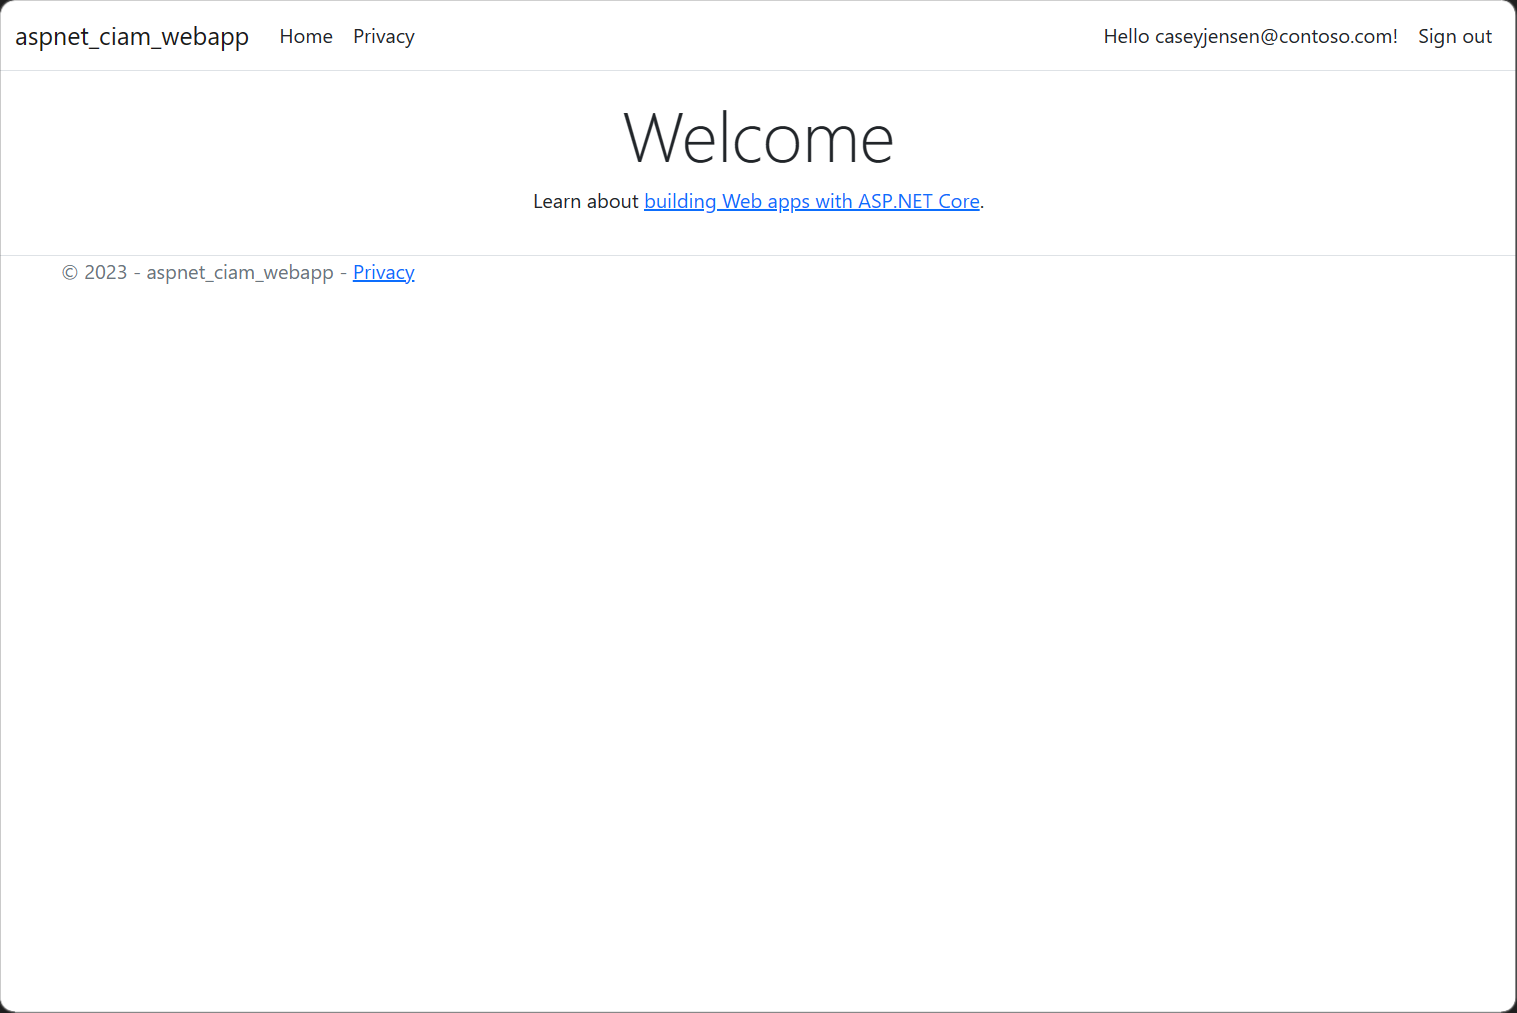 aspnet_ciam_webapp Home Privacy Hello caseyjensen@contoso.com! Sign out
Welcome
Learn about building Web apps with ASP.NET Core.
© 2023 - aspnet_ciam_webapp - Privacy